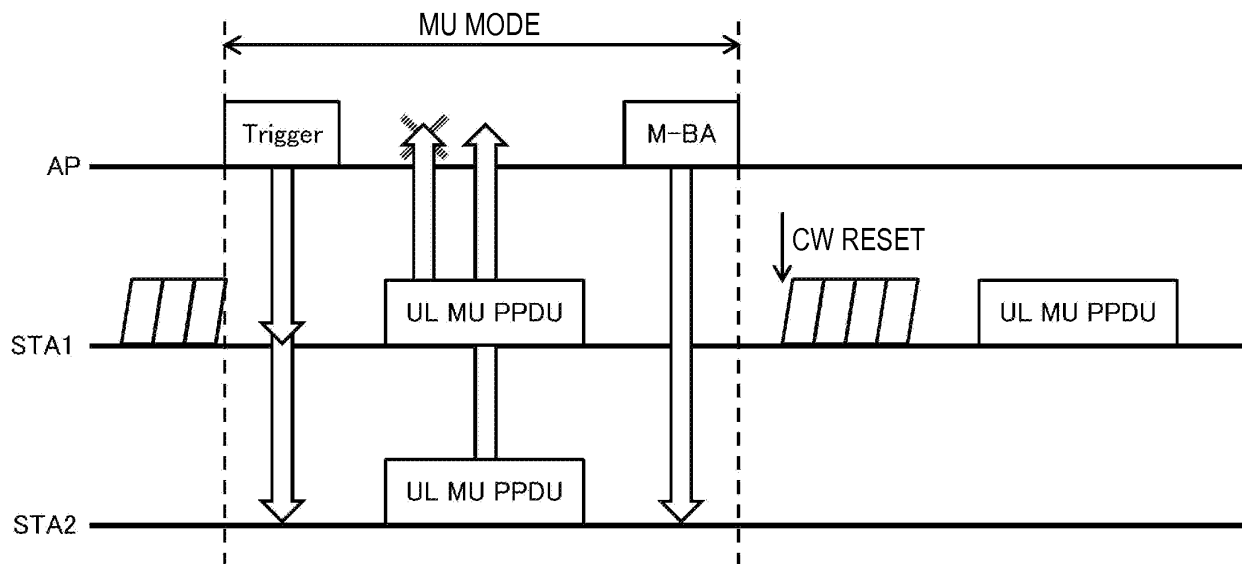 MU MODE
Trigger
M-BA
AP
CW RESET
UL MU PPDU
UL MU PPDU
STA1
UL MU PPDU
STA2